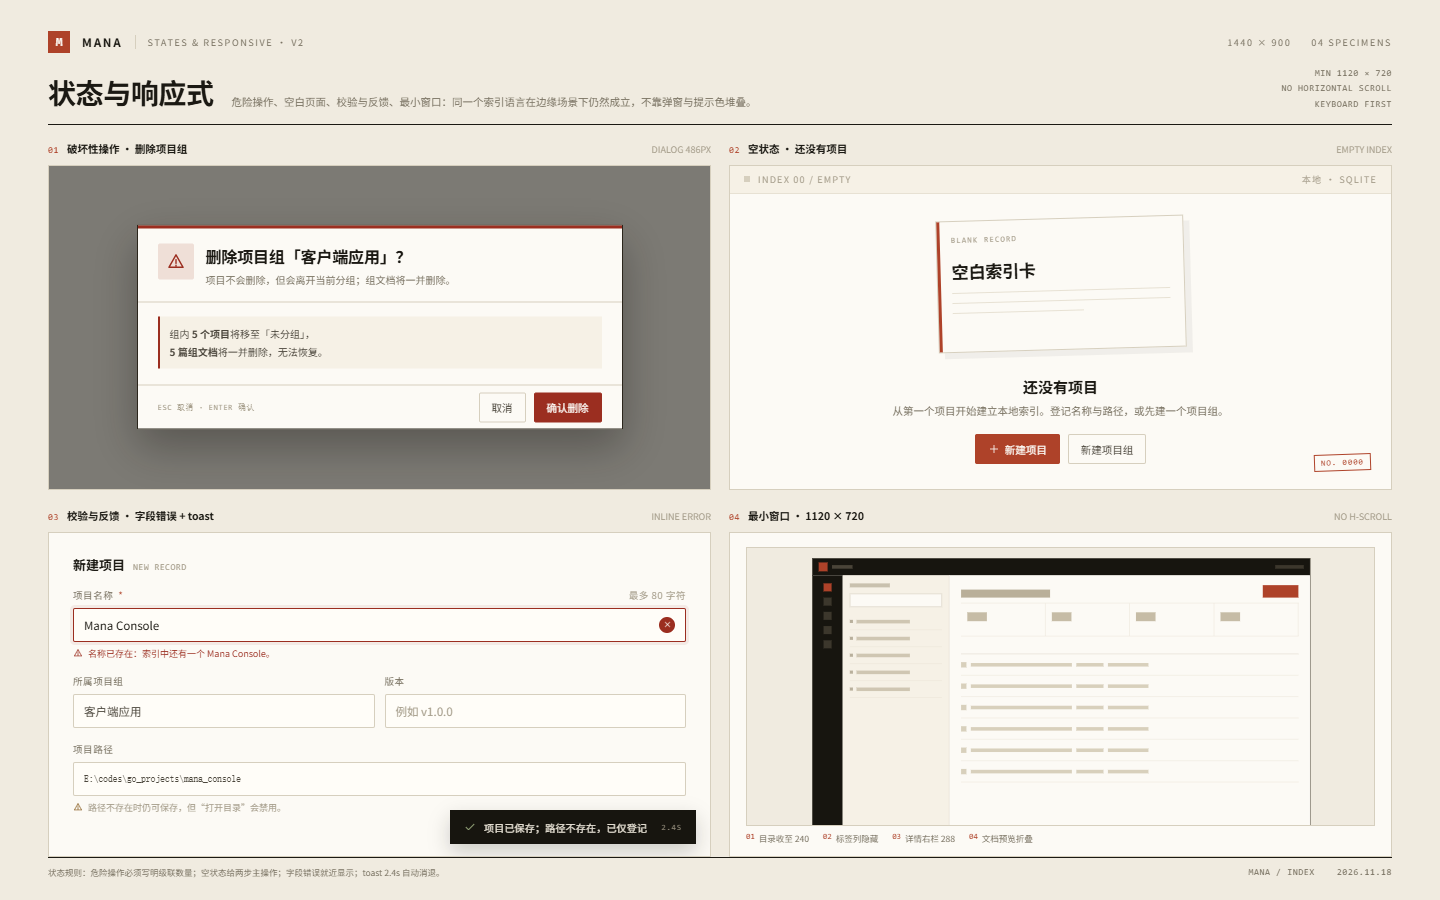 M MANA STATES & RESPONSIVE · V2
1440 × 900 04 SPECIMENS
状态与响应式
危险操作、空白页面、校验与反馈、最小窗口：同一个索引语言在边缘场景下仍然成立，不靠弹窗与提示色堆叠。
MIN 1120 × 720
NO HORIZONTAL SCROLL
KEYBOARD FIRST
01 破坏性操作 · 删除项目组
DIALOG 486PX
删除项目组「客户端应用」？
项目不会删除，但会离开当前分组；组文档将一并删除。
组内 5 个项目将移至「未分组」，
5 篇组文档将一并删除，无法恢复。
ESC 取消 · ENTER 确认
取消
确认删除
02 空状态 · 还没有项目
EMPTY INDEX
INDEX 00 / EMPTY
本地 · SQLITE
BLANK RECORD
空白索引卡
还没有项目
从第一个项目开始建立本地索引。登记名称与路径，或先建一个项目组。
+ 新建项目
新建项目组
NO. 0000
03 校验与反馈 · 字段错误 + toast
INLINE ERROR
新建项目 NEW RECORD
项目名称 *
最多 80 字符
Mana Console
名称已存在：索引中还有一个 Mana Console。
所属项目组
版本
客户端应用
例如 v1.0.0
项目路径
E:\codes\go_projects\mana_console
路径不存在时仍可保存，但“打开目录”会禁用。
项目已保存；路径不存在，已仅登记 2.4S
04 最小窗口 · 1120 × 720
NO H-SCROLL
01 目录收至 240 02 标签列隐藏 03 详情右栏 288 04 文档预览折叠
状态规则：危险操作必须写明级联数量；空状态给两步主操作；字段错误就近显示；toast 2.4s 自动消退。
MANA / INDEX 2026.11.18